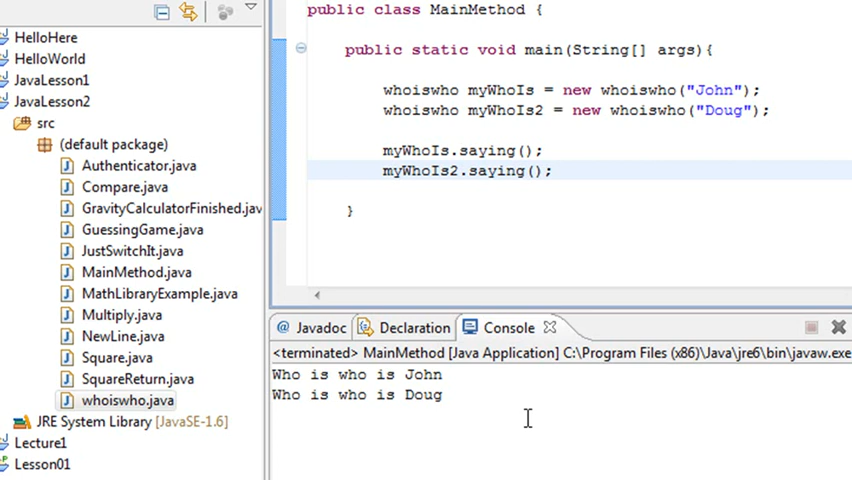 HelloHere
HelloWorld
JavaLesson1
JavaLesson2
src
(default package)
Authenticator.java
Compare.java
GravityCalculatorFinished.jav
GuessingGame.java
JustSwitchIt.java
MainMethod.java
MathLibraryExample.java
Multiply.java
NewLine.java
Square.java
SquareReturn.java
whoiswho.java
JRE System Library [JavaSE-1.6]
Lecture1
Lesson01
public class MainMethod {
public static void main(String[] args){
whoiswho myWhoIs = new whoiswho("John");
whoiswho myWhoIs2 = new whoiswho("Doug");
myWhoIs.saying();
myWhoIs2.saying();
}
@ Javadoc Declaration Console
<terminated> MainMethod [Java Application] C:\Program Files (x86)\Java\jre6\bin\javaw.exe
Who is who is John
Who is who is Doug